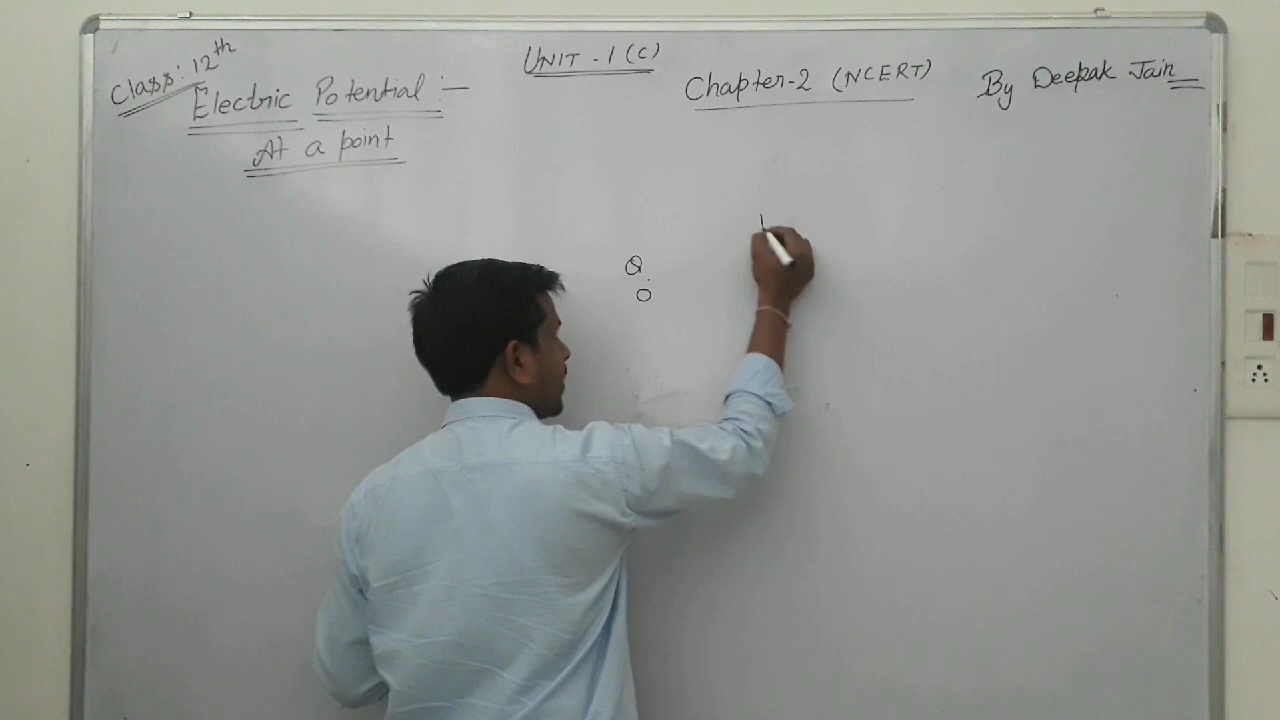 Class: 12th
UNIT - 1 (C)
Electric Potential :-
At a point
Chapter-2 (NCERT)
By Deepak Jain
Q